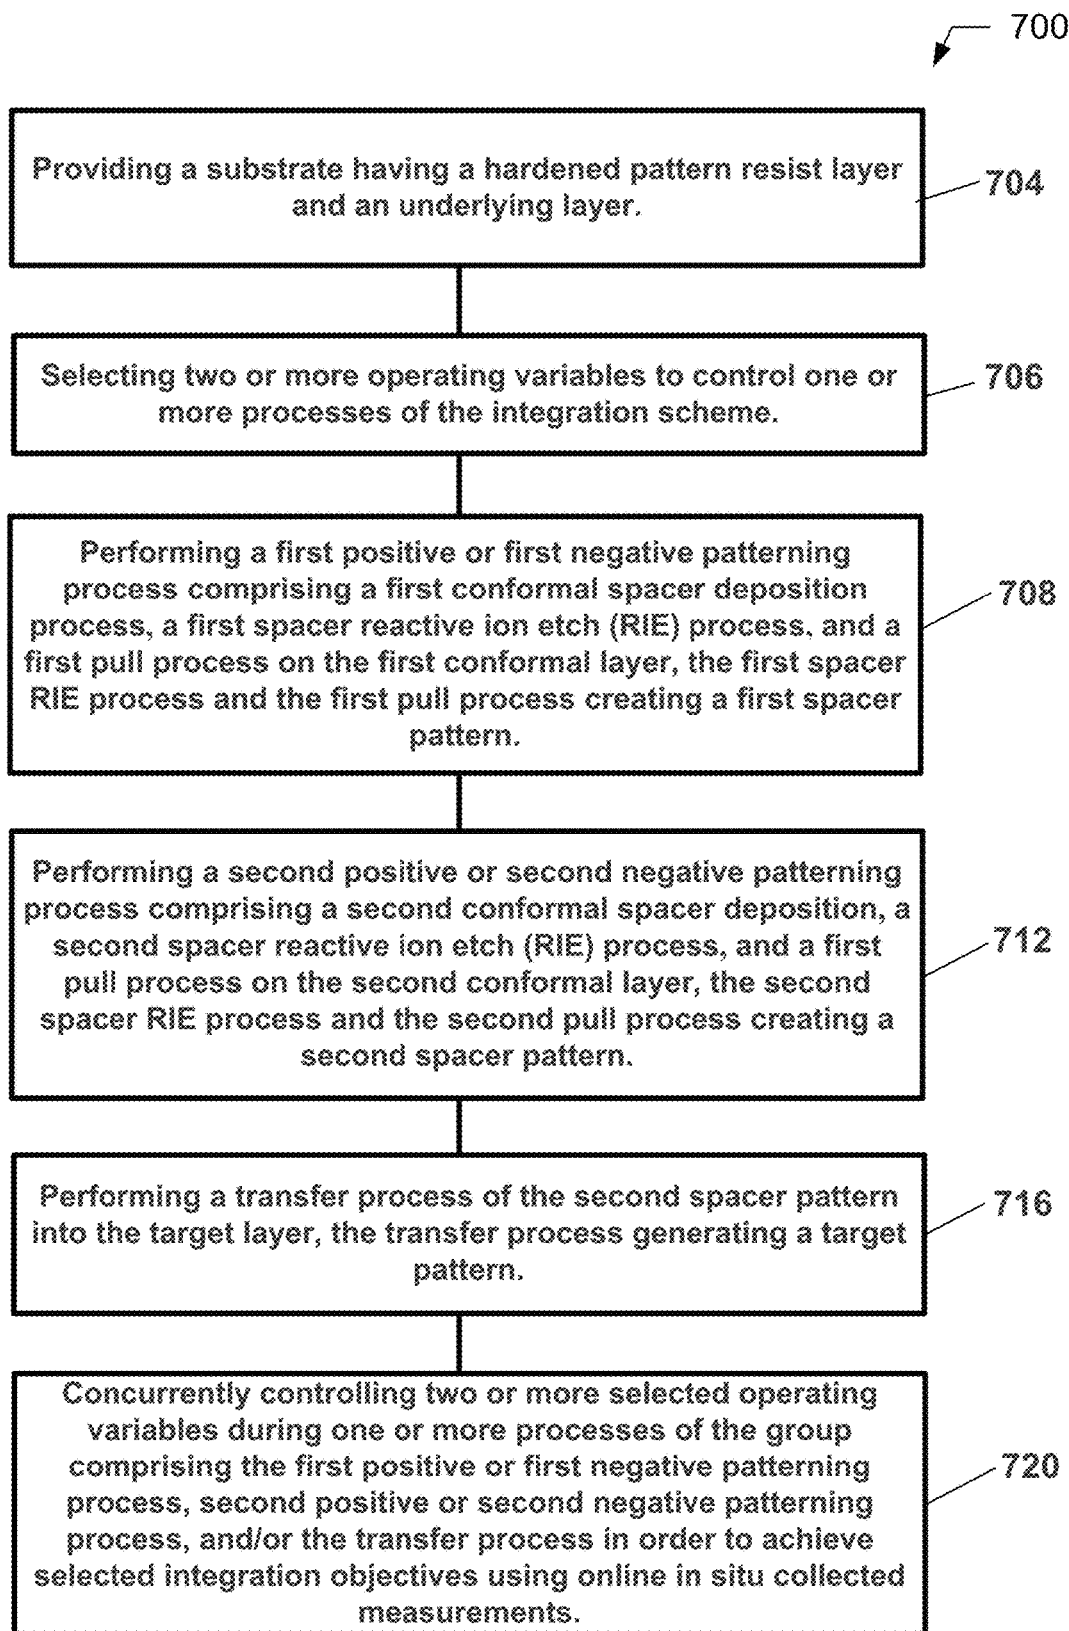 700
Providing a substrate having a hardened pattern resist layer
and an underlying layer.
704
Selecting two or more operating variables to control one or
more processes of the integration scheme.
706
Performing a first positive or first negative patterning
process comprising a first conformal spacer deposition
process, a first spacer reactive ion etch (RIE) process, and a
first pull process on the first conformal layer, the first spacer
RIE process and the first pull process creating a first spacer
pattern.
708
Performing a second positive or second negative patterning
process comprising a second conformal spacer deposition, a
second spacer reactive ion etch (RIE) process, and a first
pull process on the second conformal layer, the second
spacer RIE process and the second pull process creating a
second spacer pattern.
712
Performing a transfer process of the second spacer pattern
into the target layer, the transfer process generating a target
pattern.
716
Concurrently controlling two or more selected operating
variables during one or more processes of the group
comprising the first positive or first negative patterning
process, second positive or second negative patterning
process, and/or the transfer process in order to achieve
selected integration objectives using online in situ collected
measurements.
720